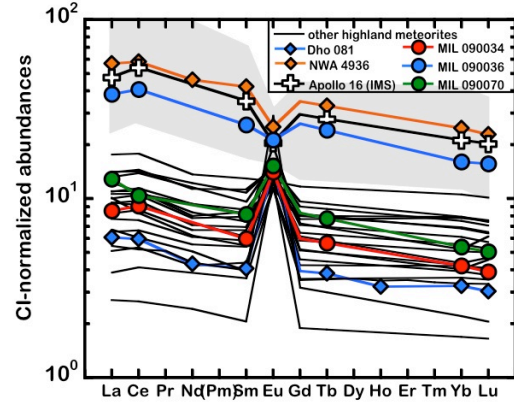 other highland meteorites
Dho 081
NWA 4936
Apollo 16 (IMS)
MIL 090034
MIL 090036
MIL 090070
CI-normalized abundances
10²
10¹
10⁰
La Ce Pr Nd (Pm) Sm Eu Gd Tb Dy Ho Er Tm Yb Lu